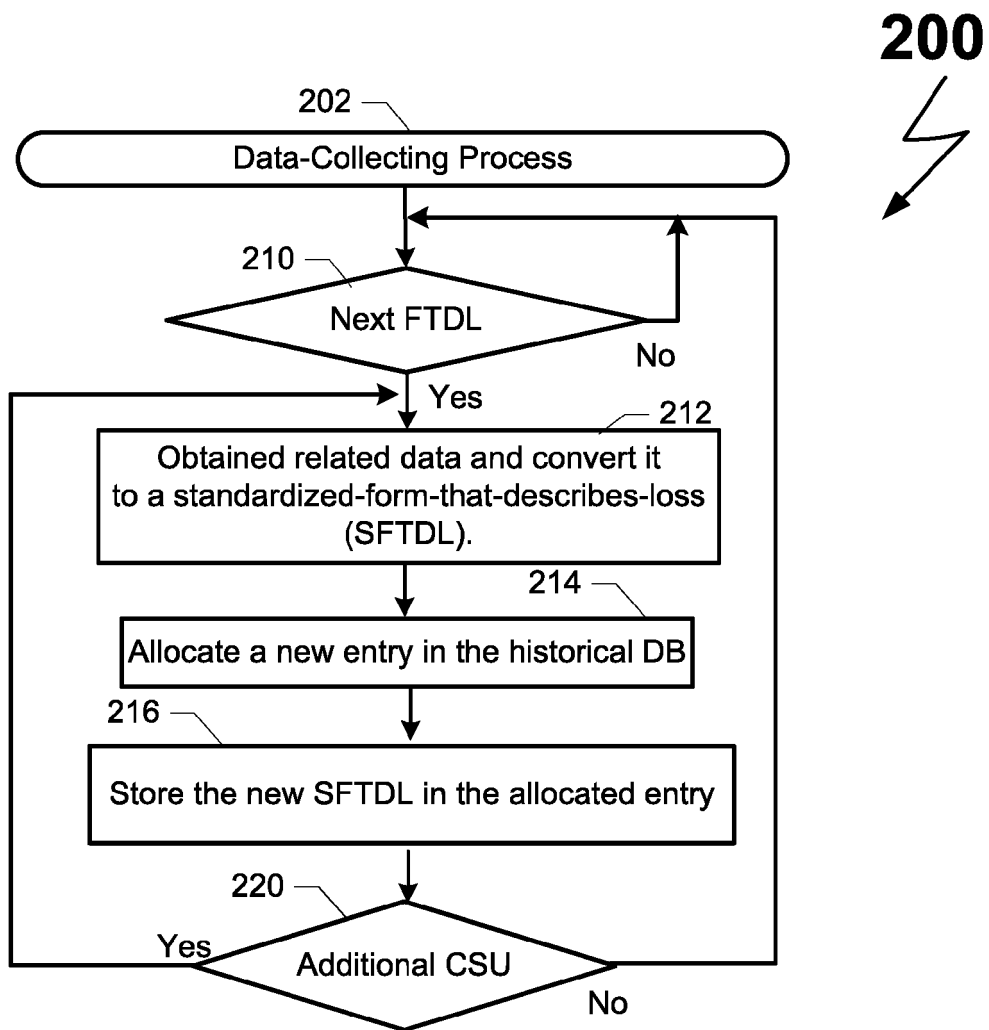 200
202
Data-Collecting Process
210
Next FTDL
No
Yes
212
Obtained related data and convert it
to a standardized-form-that-describes-loss
(SFTDL).
214
Allocate a new entry in the historical DB
216
Store the new SFTDL in the allocated entry
220
Yes
Additional CSU
No